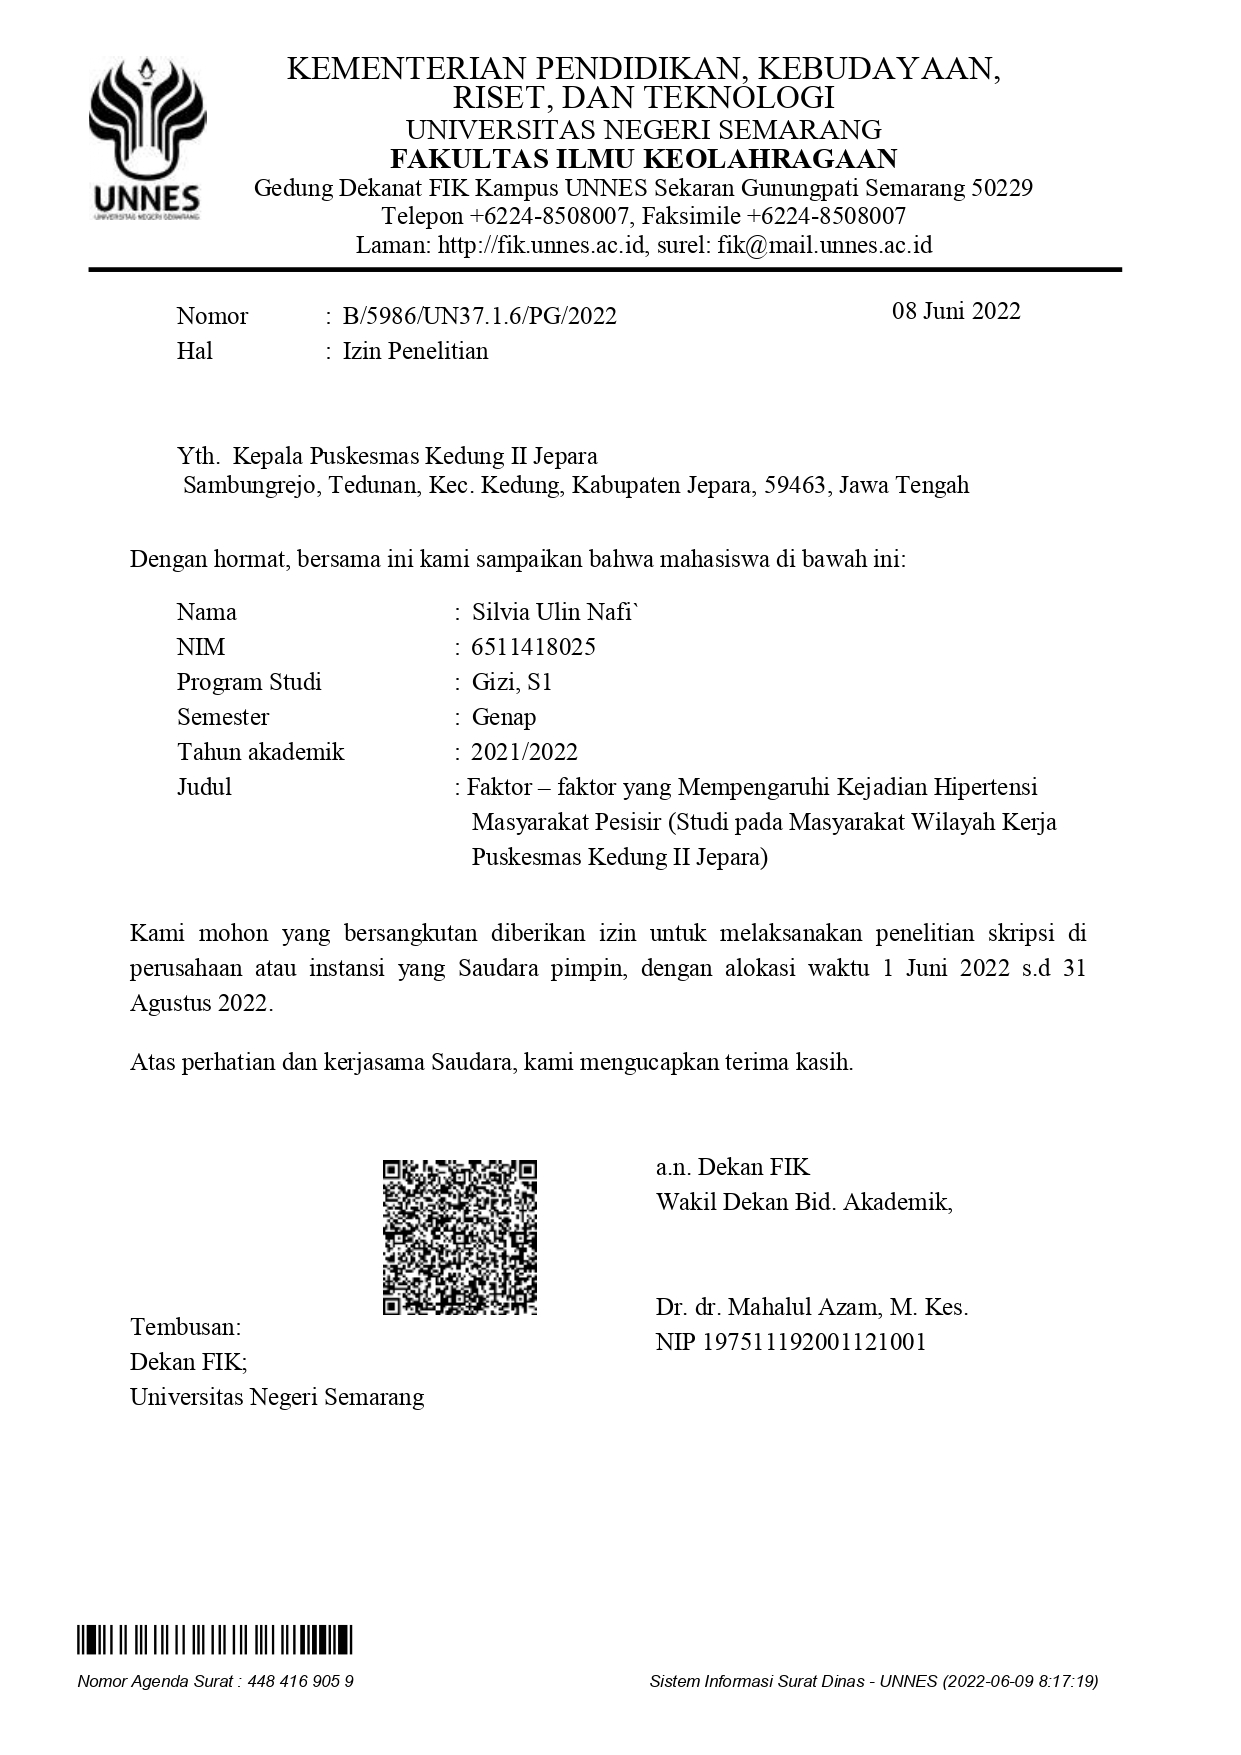 KEMENTERIAN PENDIDIKAN, KEBUDAYAAN,
RISET, DAN TEKNOLOGI
UNIVERSITAS NEGERI SEMARANG
FAKULTAS ILMU KEOLAHRAGAAN
Gedung Dekanat FIK Kampus UNNES Sekaran Gunungpati Semarang 50229
Telepon +6224-8508007, Faksimile +6224-8508007
Laman: http://fik.unnes.ac.id, surel: fik@mail.unnes.ac.id
UNNES
UNIVERSITAS NEGERI SEMARANG
Nomor : B/5986/UN37.1.6/PG/2022 08 Juni 2022
Hal : Izin Penelitian
Yth. Kepala Puskesmas Kedung II Jepara
Sambungrejo, Tedunan, Kec. Kedung, Kabupaten Jepara, 59463, Jawa Tengah
Dengan hormat, bersama ini kami sampaikan bahwa mahasiswa di bawah ini:
Nama : Silvia Ulin Nafi`
NIM : 6511418025
Program Studi : Gizi, S1
Semester : Genap
Tahun akademik : 2021/2022
Judul : Faktor – faktor yang Mempengaruhi Kejadian Hipertensi
Masyarakat Pesisir (Studi pada Masyarakat Wilayah Kerja
Puskesmas Kedung II Jepara)
Kami mohon yang bersangkutan diberikan izin untuk melaksanakan penelitian skripsi di
perusahaan atau instansi yang Saudara pimpin, dengan alokasi waktu 1 Juni 2022 s.d 31
Agustus 2022.
Atas perhatian dan kerjasama Saudara, kami mengucapkan terima kasih.
a.n. Dekan FIK
Wakil Dekan Bid. Akademik,
Dr. dr. Mahalul Azam, M. Kes.
NIP 197511192001121001
Tembusan:
Dekan FIK;
Universitas Negeri Semarang
Nomor Agenda Surat : 448 416 905 9
Sistem Informasi Surat Dinas - UNNES (2022-06-09 8:17:19)